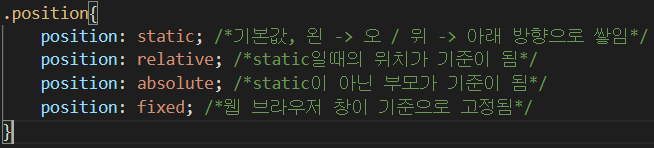 .position{
position: static; /*기본값, 왼 -> 오 / 위 -> 아래 방향으로 쌓임*/
position: relative; /*static일때의 위치가 기준이 됨*/
position: absolute; /*static이 아닌 부모가 기준이 됨*/
position: fixed; /*웹 브라우저 창이 기준으로 고정됨*/
}